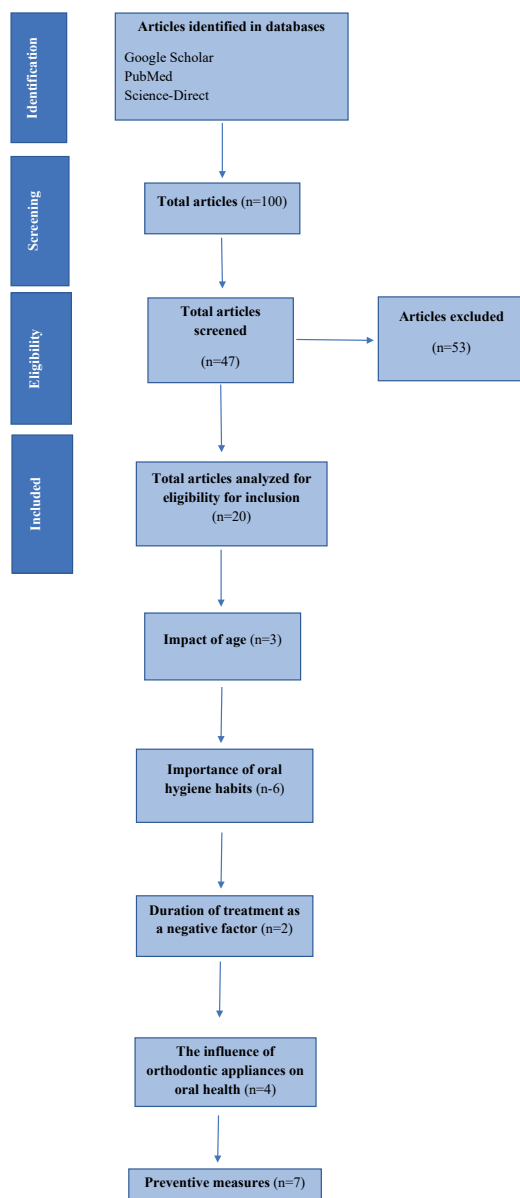 Identification
Articles identified in databases
Google Scholar
PubMed
Science-Direct
Screening
Total articles (n=100)
Eligibility
Total articles
screened
(n=47)
Articles excluded
(n=53)
Included
Total articles analyzed for
eligibility for inclusion
(n=20)
Impact of age (n=3)
Importance of oral
hygiene habits (n-6)
Duration of treatment as
a negative factor (n=2)
The influence of
orthodontic appliances on
oral health (n=4)
Preventive measures (n=7)